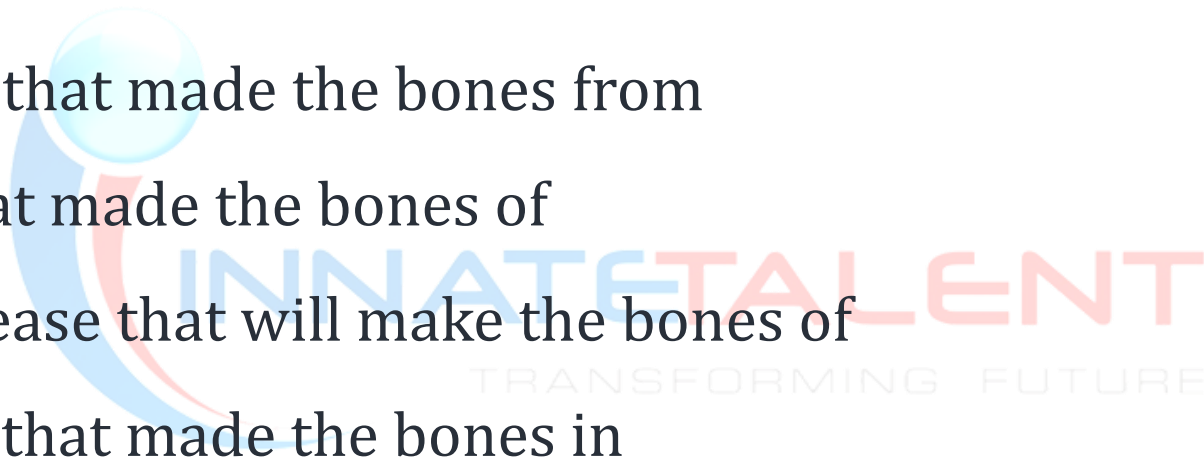 that made the bones from
at made the bones of
ease that will make the bones of
INNATETALENT
TRANSFORMING FUTURE
that made the bones in